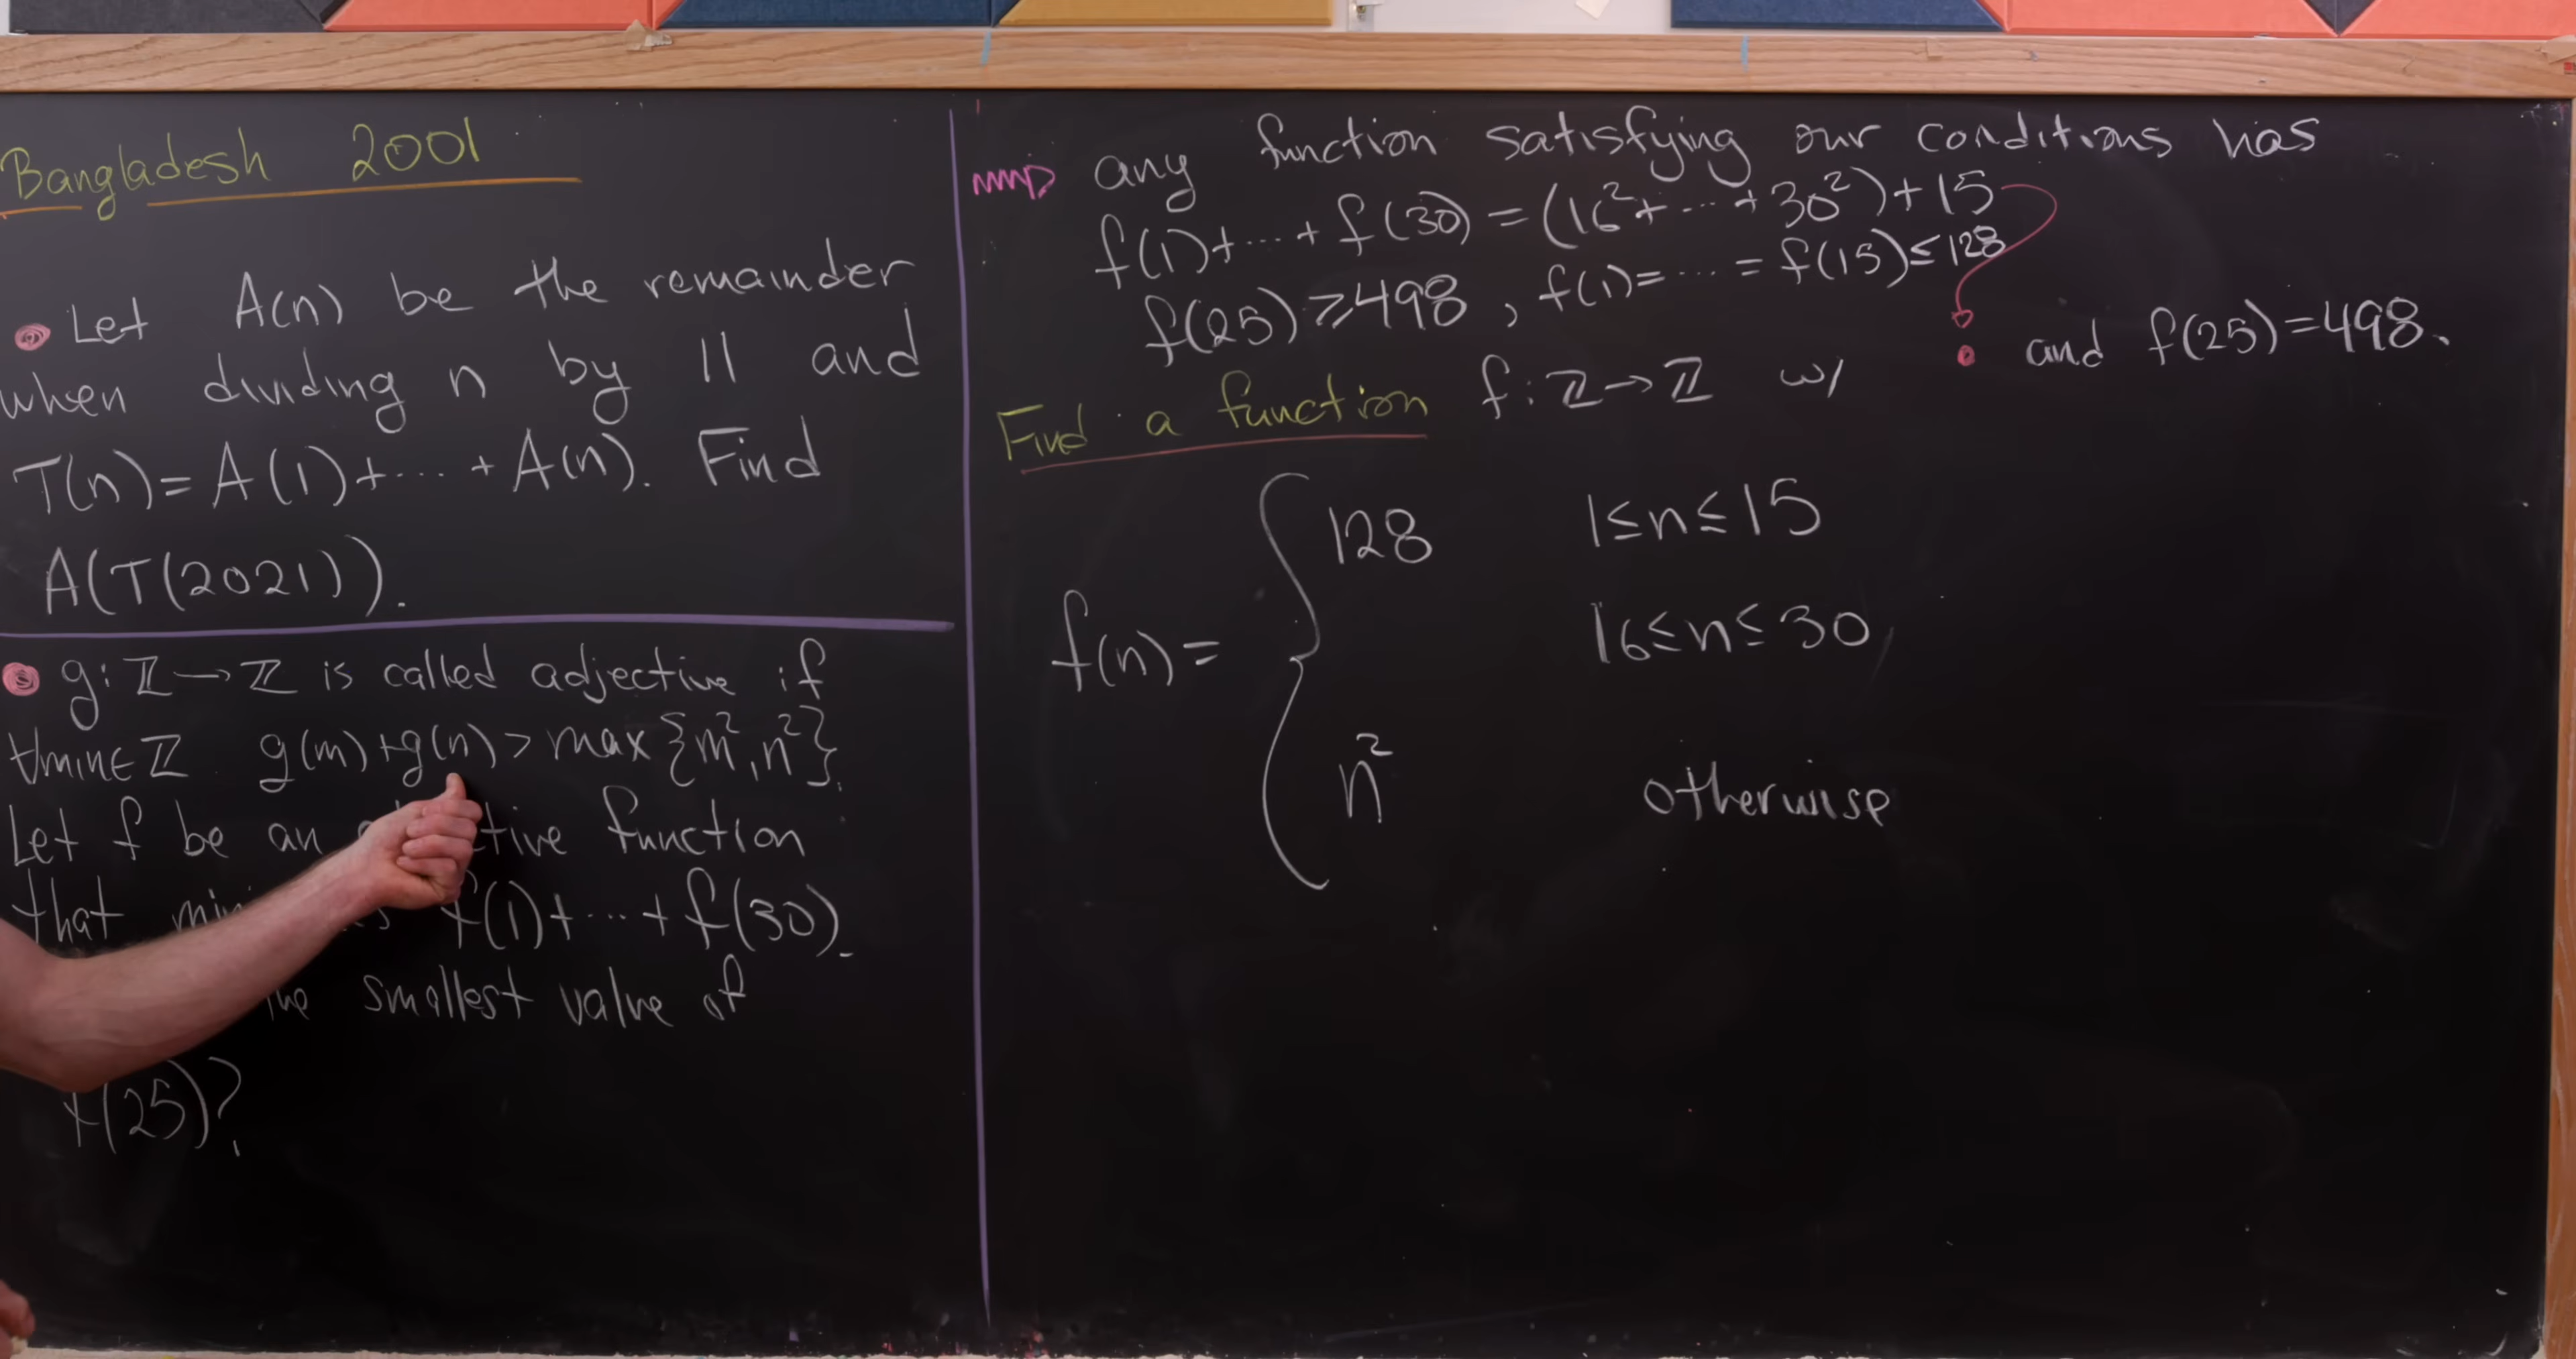 Bangladesh 2001
• Let A(n) be the remainder
when dividing n by 11 and
T(n)=A(1)+...+A(n). Find
A(T(2021)).
• g: ℤ→ℤ is called adjective if
∀m,n∈ℤ g(m)+g(n)>max{m²,n²}.
Let f be an function
that f(1)+...+f(30).
smallest value of
f(25)?
any function satisfying our conditions has
f(1)+...+f(30)=(16²+...+30²)+15
f(25)≥498, f(1)=...=f(15)≤128
Find a function f: ℤ→ℤ w/ • and f(25)=498.
f(n)= { 128 1≤n≤15
16≤n≤30
n² otherwise